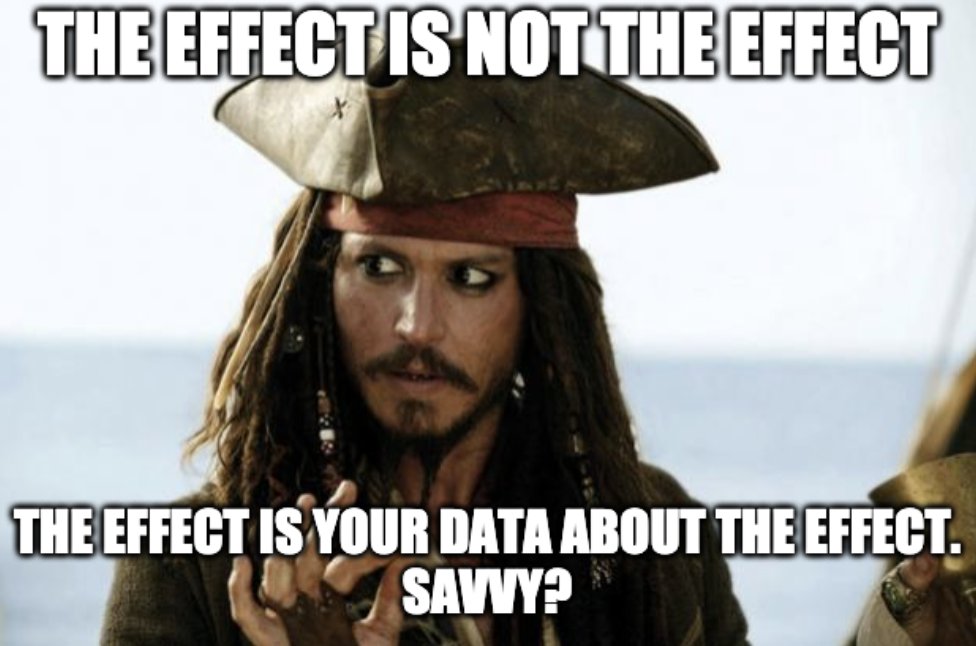 THE EFFECT IS NOT THE EFFECT
THE EFFECT IS YOUR DATA ABOUT THE EFFECT.
SAVVY?